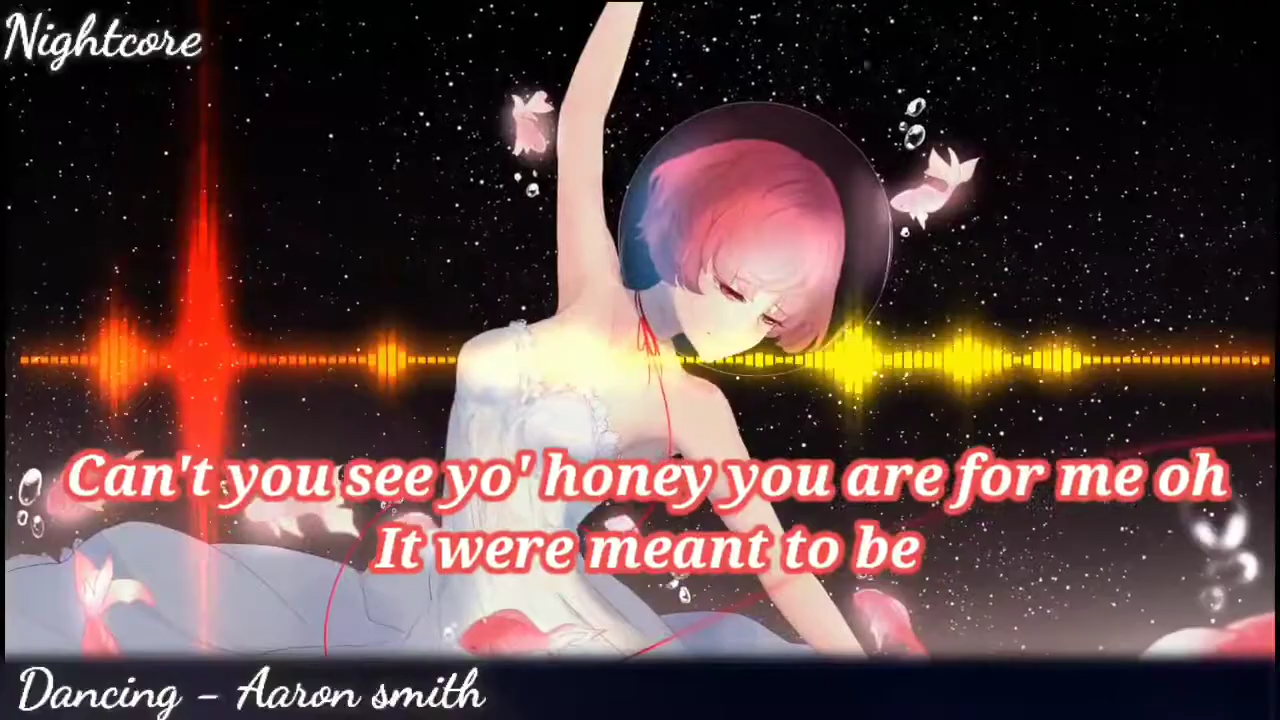 Nightcore
Can't you see yo' honey you are for me oh
It were meant to be
Dancing - Aaron smith